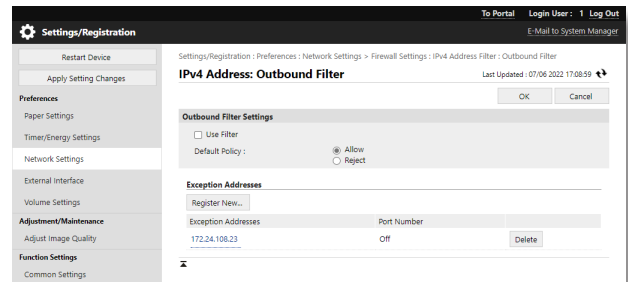 To Portal Login User : 1 Log Out
Settings/Registration
E-Mail to System Manager
Restart Device
Apply Setting Changes
Preferences
Paper Settings
Timer/Energy Settings
Network Settings
External Interface
Volume Settings
Adjustment/Maintenance
Adjust Image Quality
Function Settings
Common Settings
Settings/Registration : Preferences : Network Settings > Firewall Settings : IPv4 Address Filter : Outbound Filter
IPv4 Address: Outbound Filter
Last Updated : 07/06 2022 17:08:59
OK Cancel
Outbound Filter Settings
Use Filter
Default Policy : Allow
Reject
Exception Addresses
Register New...
Exception Addresses Port Number
172.24.108.23 Off Delete